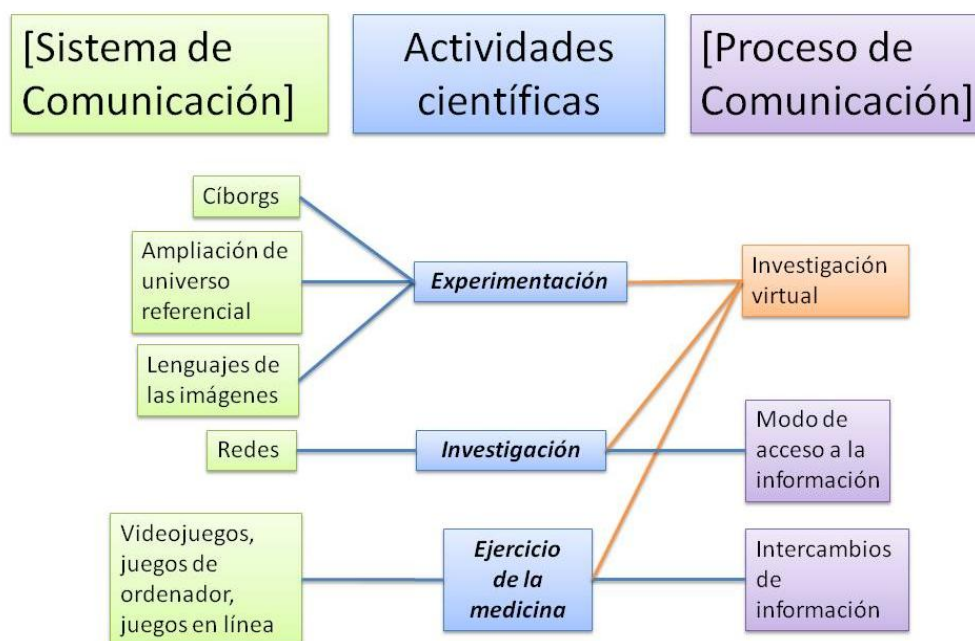 [Sistema de
Comunicación]
Actividades
científicas
[Proceso de
Comunicación]
Cíborgs
Ampliación de
universo
referencial
Lenguajes de
las imágenes
Redes
Videojuegos,
juegos de
ordenador,
juegos en línea
Experimentación
Investigación
Ejercicio
de la
medicina
Investigación
virtual
Modo de
acceso a la
información
Intercambios
de
información